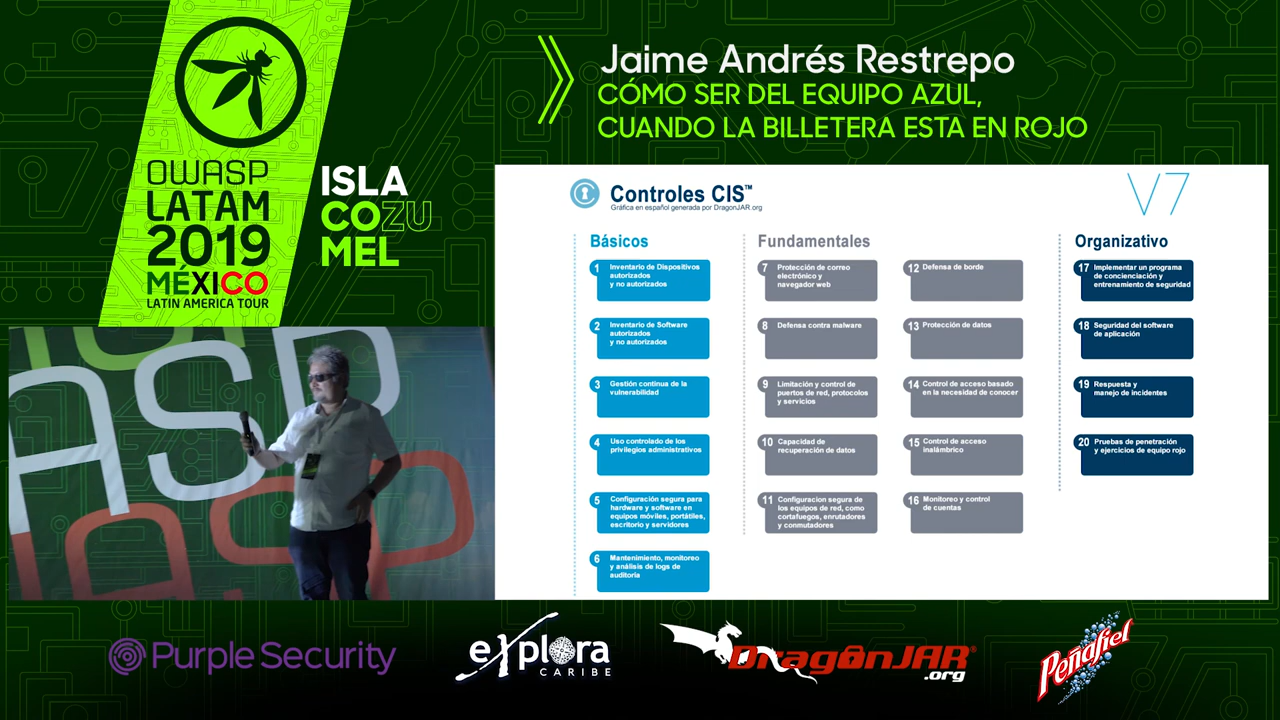 OWASP
LATAM
2019
MÉXICO
LATIN AMERICA TOUR
ISLA
COZU
MEL
Jaime Andrés Restrepo
CÓMO SER DEL EQUIPO AZUL,
CUANDO LA BILLETERA ESTA EN ROJO
Controles CIS™
Gráfica en español generada por DragonJAR.org
V7
Básicos
1 Inventario de Dispositivos
autorizados
y no autorizados
2 Inventario de Software
autorizados
y no autorizados
3 Gestión continua de la
vulnerabilidad
4 Uso controlado de los
privilegios administrativos
5 Configuración segura para
hardware y software en
equipos móviles, portátiles,
escritorio y servidores
6 Mantenimiento, monitoreo
y análisis de logs de
auditoria
Fundamentales
7 Protección de correo
electrónico y
navegador web
8 Defensa contra malware
9 Limitación y control de
puertos de red, protocolos
y servicios
10 Capacidad de
recuperación de datos
11 Configuracion segura de
los equipos de red, como
cortafuegos, enrutadores
y conmutadores
12 Defensa de borde
13 Protección de datos
14 Control de acceso basado
en la necesidad de conocer
15 Control de acceso
inalámbrico
16 Monitoreo y control
de cuentas
Organizativo
17 Implementar un programa
de concienciación y
entrenamiento de seguridad
18 Seguridad del software
de aplicación
19 Respuesta y
manejo de incidentes
20 Pruebas de penetración
y ejercicios de equipo rojo
ASP
Purple Security
explora
CARIBE
DragonJAR®
.org
Peñafiel